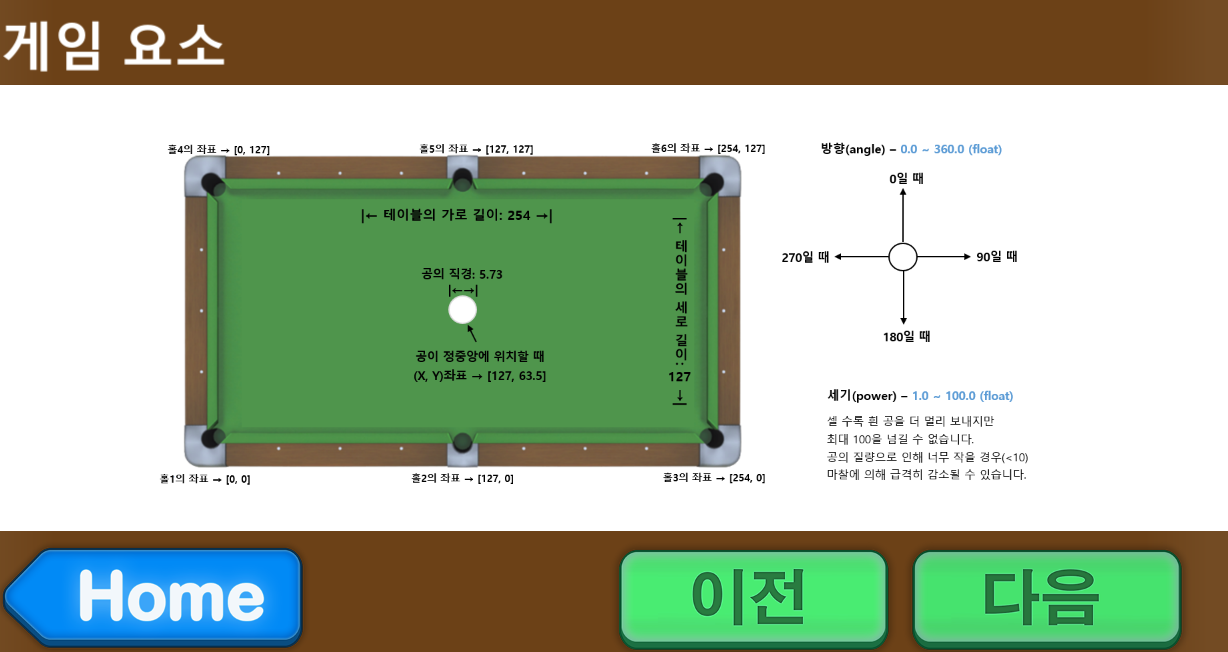 게임 요소
홀4의 좌표 → [0, 127]
홀5의 좌표 → [127, 127]
홀6의 좌표 → [254, 127]
|← 테이블의 가로 길이: 254 →|
공의 직경: 5.73
|←→|
공이 정중앙에 위치할 때
(X, Y)좌표 → [127, 63.5]
테이블의 세로 길이: 127
홀1의 좌표 → [0, 0]
홀2의 좌표 → [127, 0]
홀3의 좌표 → [254, 0]
방향(angle) – 0.0 ~ 360.0 (float)
0일 때
270일 때
90일 때
180일 때
세기(power) – 1.0 ~ 100.0 (float)
셀 수록 흰 공을 더 멀리 보내지만
최대 100을 넘길 수 없습니다.
공의 질량으로 인해 너무 작을 경우(<10)
마찰에 의해 급격히 감소될 수 있습니다.
Home
이전
다음